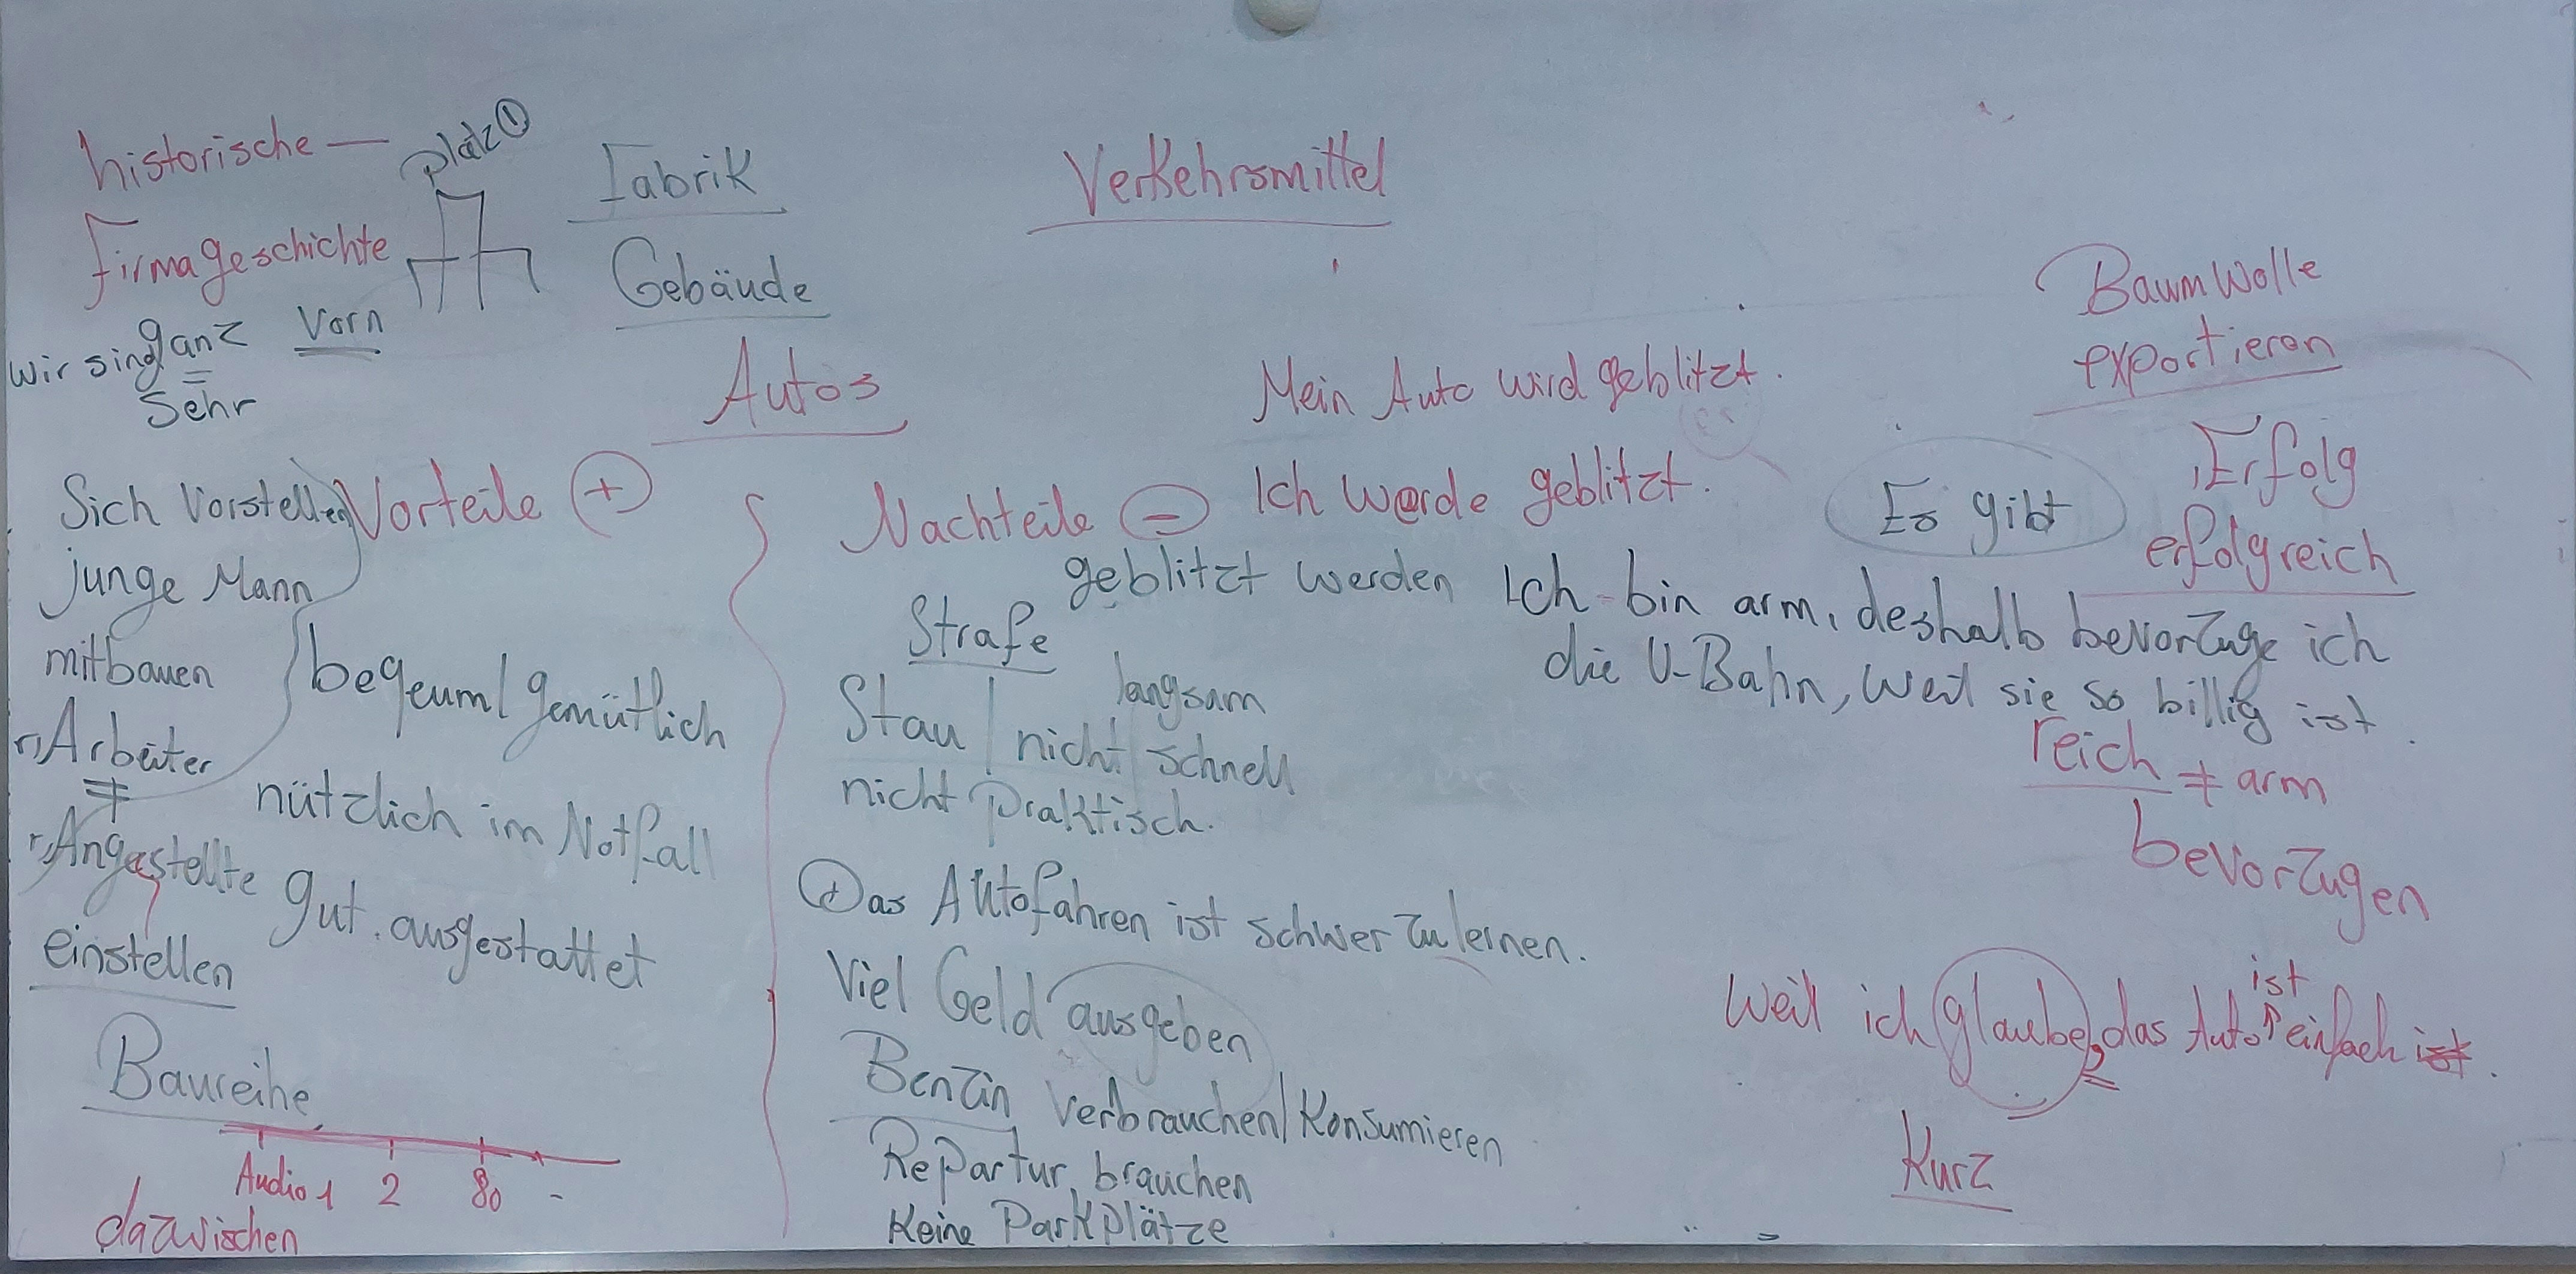 historische —
Firmageschichte
Platz ①
Fabrik
Gebäude
Verkehrsmittel
Wir sind ganz vorn
=
Sehr
Autos
Baumwolle
exportieren
Mein Auto wird geblitzt.
Ich werde geblitzt.
geblitzt werden
Es gibt
Erfolg
erfolgreich
Sich vorstellen
junge Mann
mitbauen
r, Arbeiter
≠
r, Angestellte
einstellen
Baureihe
Audio 1 2 80 -
dazwischen
Vorteile +
beqeum/gemütlich
nützlich im Notfall
gut ausgestattet
Nachteile -
Strafe
langsam
Stau / nicht schnell
nicht praktisch.
+ Das Autofahren ist schwer zu lernen.
Viel Geld ausgeben
Benzin verbrauchen/Konsumieren
Repartur brauchen
Keine Parkplätze
Ich bin arm, deshalb bevorzuge ich
die U-Bahn, weil sie so billig ist.
reich ≠ arm
bevorzugen
ist
Weil ich glaube, das Auto einfach ist.
Kurz